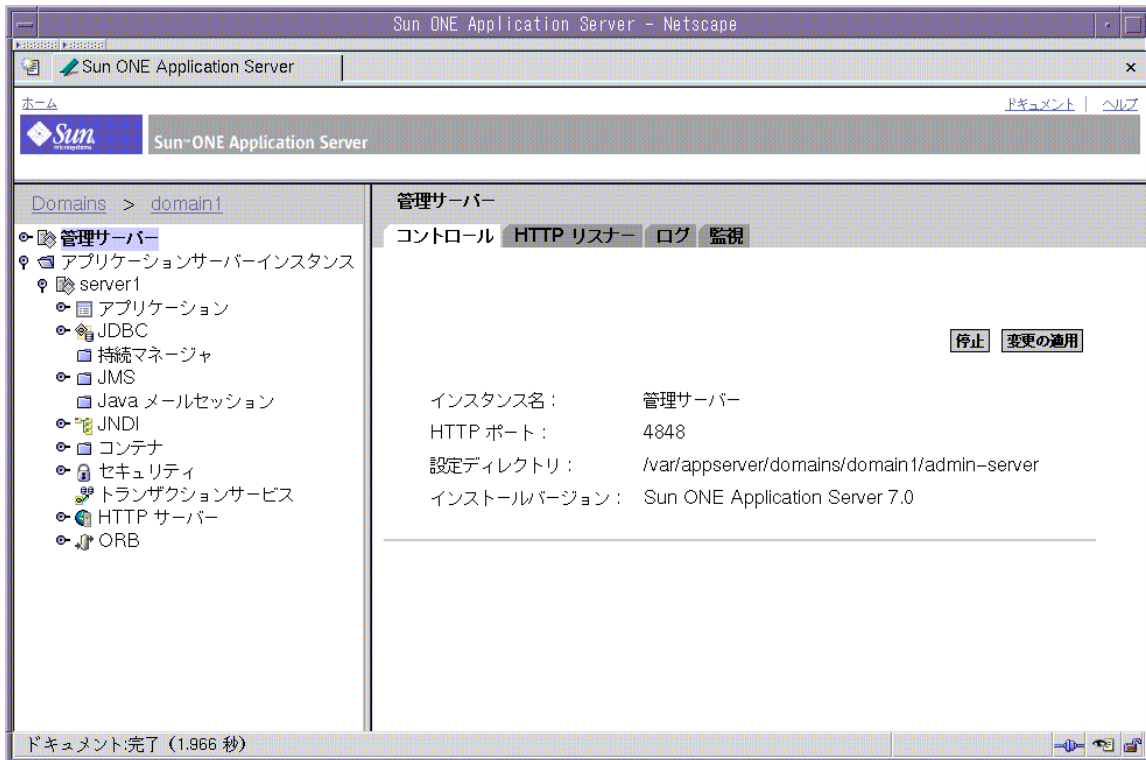 Sun ONE Application Server - Netscape
Sun ONE Application Server
ホーム
ドキュメント | ヘルプ
Sun microsystems
Sun™ ONE Application Server
Domains > domain1
管理サーバー
アプリケーションサーバーインスタンス
server1
アプリケーション
JDBC
持続マネージャ
JMS
Java メールセッション
JNDI
コンテナ
セキュリティ
トランザクションサービス
HTTP サーバー
ORB
管理サーバー
コントロール HTTP リスナー ログ 監視
停止 変更の適用
インスタンス名： 管理サーバー
HTTP ポート： 4848
設定ディレクトリ： /var/appserver/domains/domain1/admin-server
インストールバージョン： Sun ONE Application Server 7.0
ドキュメント:完了 (1.966 秒)